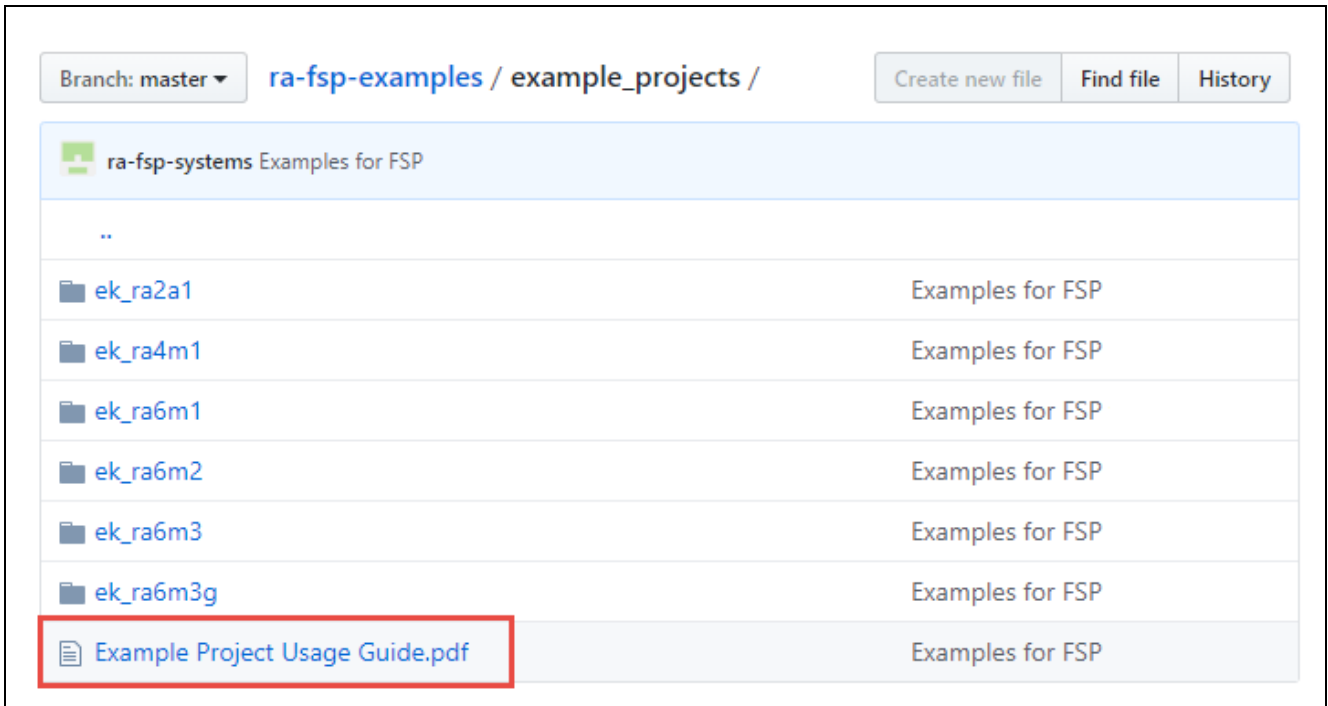 Branch: master ra-fsp-examples / example_projects / Create new file Find file History
ra-fsp-systems Examples for FSP
..
ek_ra2a1 Examples for FSP
ek_ra4m1 Examples for FSP
ek_ra6m1 Examples for FSP
ek_ra6m2 Examples for FSP
ek_ra6m3 Examples for FSP
ek_ra6m3g Examples for FSP
Example Project Usage Guide.pdf Examples for FSP